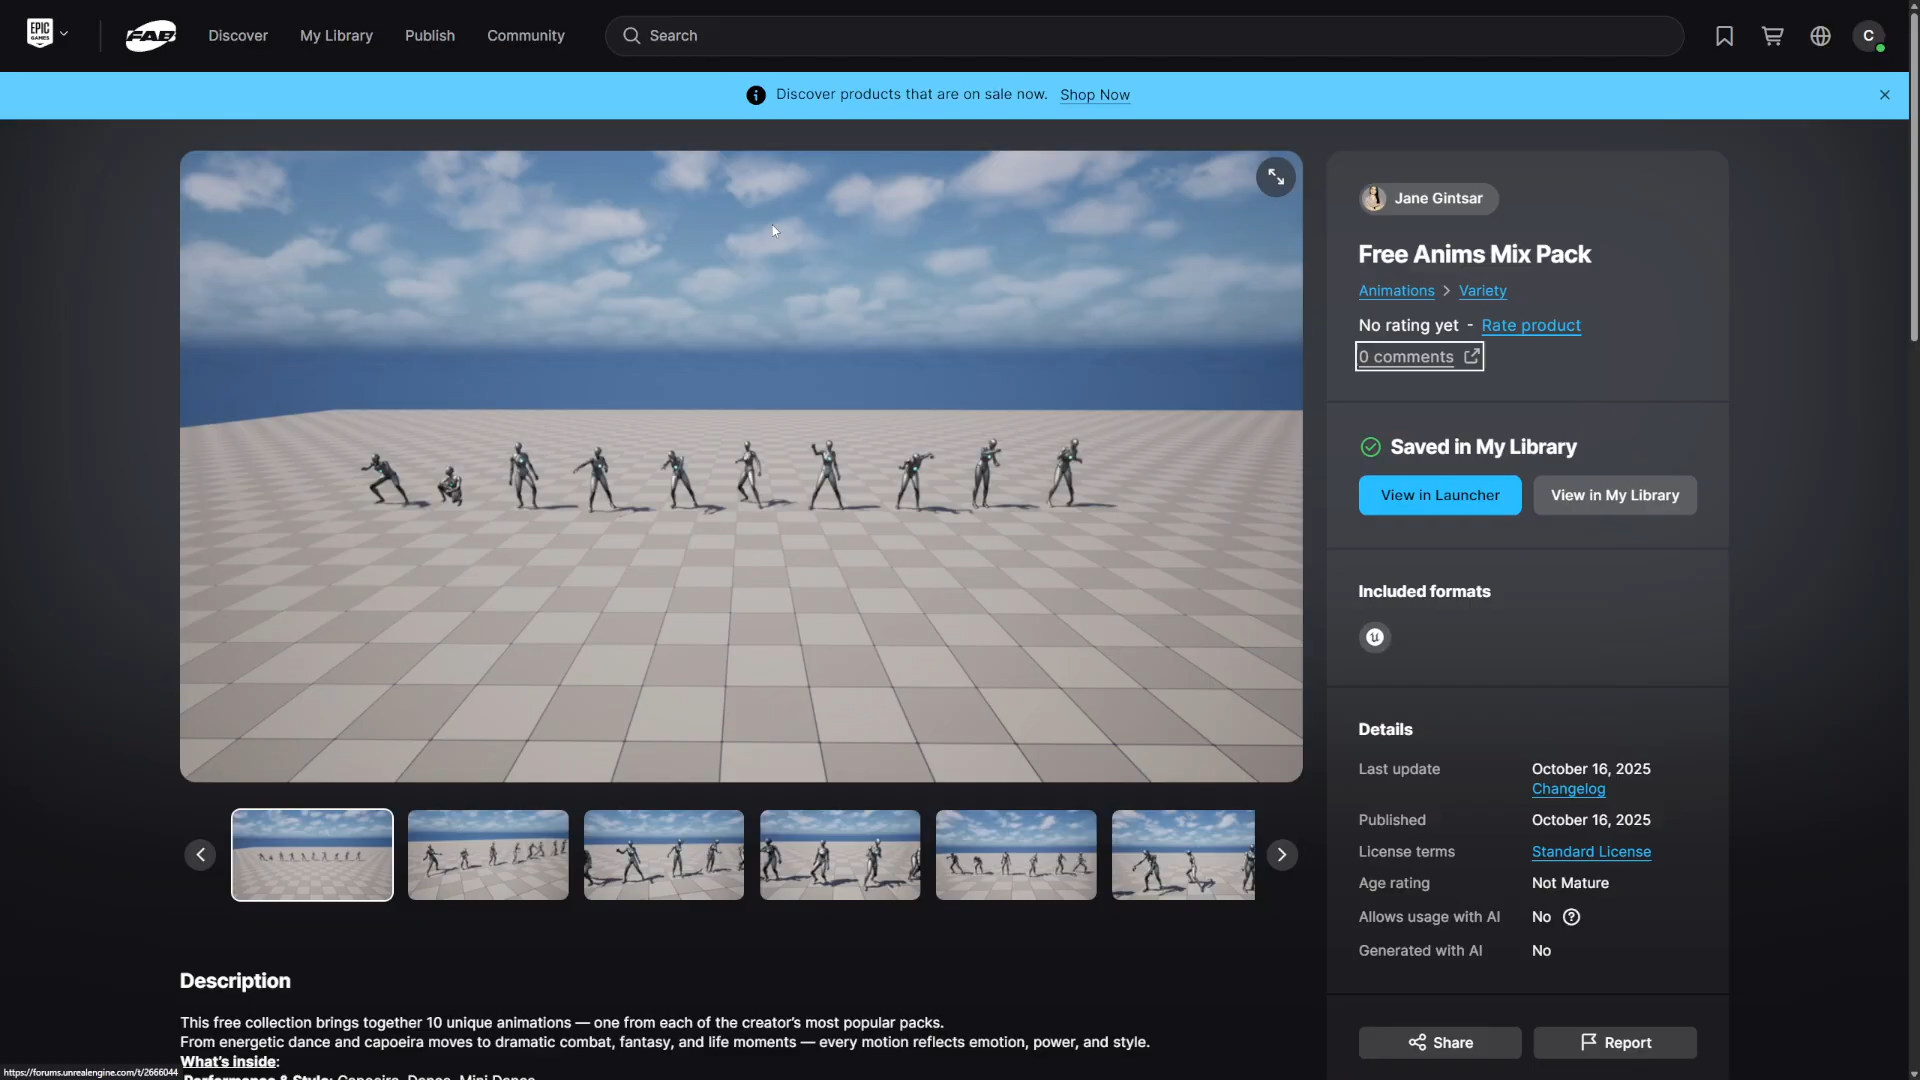 EPIC
GAMES
FAB
Discover
My Library
Publish
Community
Search
C
Discover products that are on sale now. Shop Now
Jane Gintsar
Free Anims Mix Pack
Animations > Variety
No rating yet - Rate product
0 comments
Saved in My Library
View in Launcher
View in My Library
Included formats
Details
Last update October 16, 2025
Changelog
Published October 16, 2025
License terms Standard License
Age rating Not Mature
Allows usage with AI No
Generated with AI No
Share
Report
Description
This free collection brings together 10 unique animations — one from each of the creator's most popular packs.
From energetic dance and capoeira moves to dramatic combat, fantasy, and life moments — every motion reflects emotion, power, and style.
What's inside:
Performance & Style: Capoeira, Dance, Mini Dance
https://forums.unrealengine.com/t/2666044